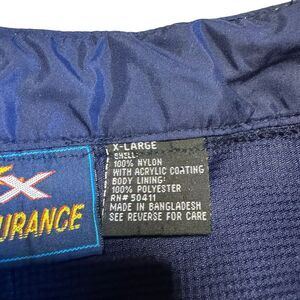 X-LARGE
SHELL:
100% NYLON
WITH ACRYLIC COATING
BODY LINING:
100% POLYESTER
RN# 50411
MADE IN BANGLADESH
SEE REVERSE FOR CARE
X
URANCE